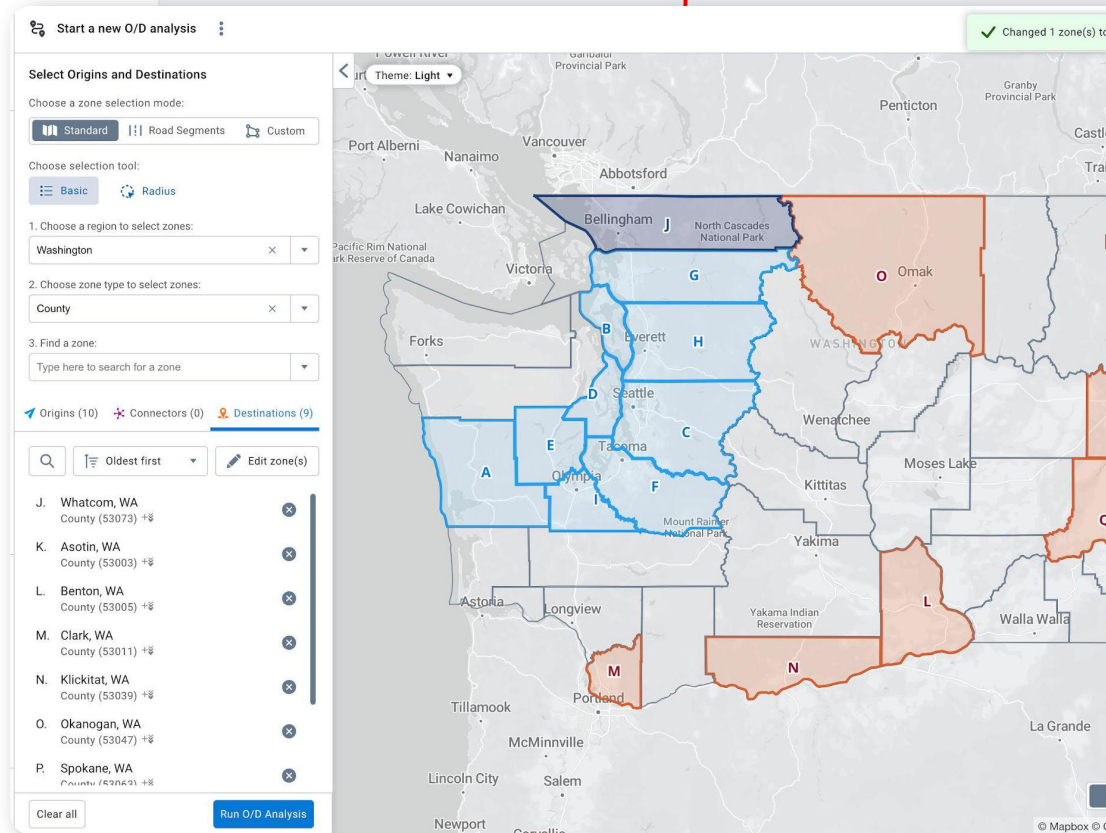 Start a new O/D analysis
Changed 1 zone(s) to
Select Origins and Destinations
Choose a zone selection mode:
Standard
Road Segments
Custom
Choose selection tool:
Basic
Radius
1. Choose a region to select zones:
Washington
2. Choose zone type to select zones:
County
3. Find a zone:
Type here to search for a zone
Origins (10)
Connectors (0)
Destinations (9)
Oldest first
Edit zone(s)
J. Whatcom, WA
County (53073)
K. Asotin, WA
County (53003)
L. Benton, WA
County (53005)
M. Clark, WA
County (53011)
N. Klickitat, WA
County (53039)
O. Okanogan, WA
County (53047)
P. Spokane, WA
County (53063)
Clear all
Run O/D Analysis
Powell River
Garibaldi
Provincial Park
Theme: Light
Granby
Provincial Park
Penticton
Port Alberni
Vancouver
Nanaimo
Abbotsford
Lake Cowichan
Bellingham
J
North Cascades
National Park
Pacific Rim National
Park Reserve of Canada
Victoria
G
O
Omak
B
Forks
Everett
H
WASHINGTON
D
Seattle
Wenatchee
C
E
Tacoma
Moses Lake
A
Olympia
F
Kittitas
I
Mount Rainier
National Park
Q
Yakima
Astoria
Longview
Yakama Indian
Reservation
L
Walla Walla
M
N
Portland
Tillamook
La Grande
McMinnville
Lincoln City
Salem
Newport
Corvallis
© Mapbox ©